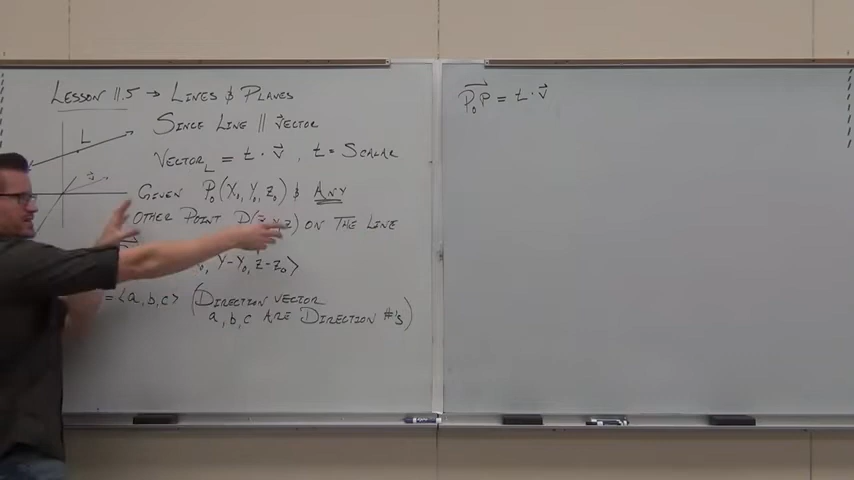 LESSON 11.5 → LINES & PLANES
L
SINCE LINE || VECTOR
v⃗
VECTOR_L = t · v⃗ , t = SCALAR
GIVEN P₀(X₀, Y₀, Z₀) & ANY
OTHER POINT ON THE LINE
Y-Y₀, Z-Z₀⟩
= <a, b, c> (DIRECTION VECTOR
a, b, c ARE DIRECTION #'s)
P₀P⃗ = t · v⃗